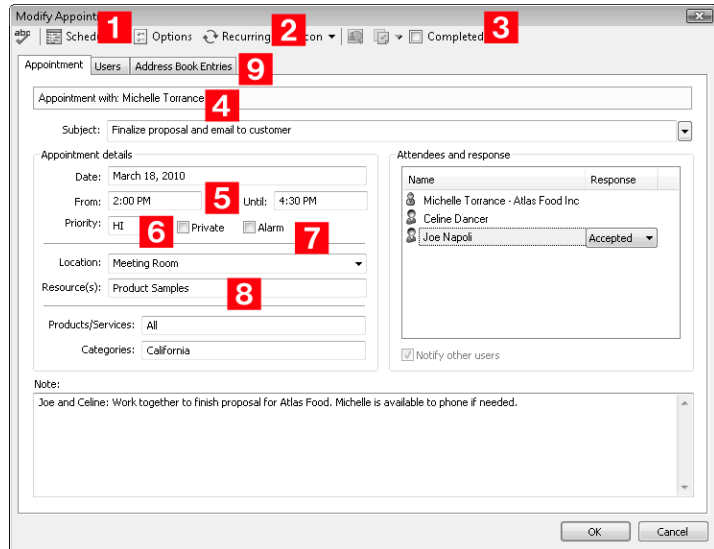 Modify Appoint
1
2
3
abc
Sched
Options
Recurring
con
Completed
Appointment
Users
Address Book Entries
9
Appointment with: Michelle Torrance
4
Subject:
Finalize proposal and email to customer
Appointment details
Date:
March 18, 2010
From:
2:00 PM
5
Until:
4:30 PM
Priority:
HI
6
Private
Alarm
7
Location:
Meeting Room
Resource(s):
Product Samples
8
Products/Services:
All
Categories:
California
Attendees and response
Name
Response
Michelle Torrance - Atlas Food Inc
Celine Dancer
Joe Napoli
Accepted
Notify other users
Note:
Joe and Celine: Work together to finish proposal for Atlas Food. Michelle is available to phone if needed.
OK
Cancel